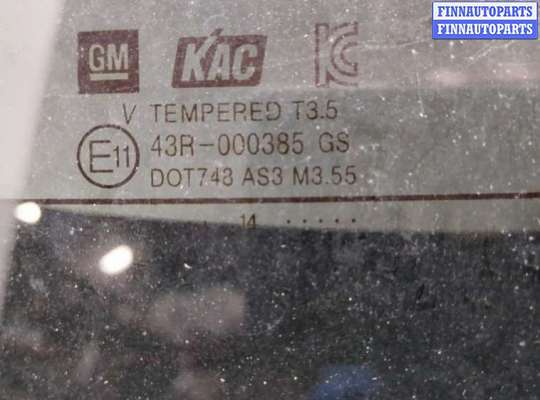 FINNAUTOPARTS
FINNAUTOPARTS
GM KAC KC
V TEMPERED T3.5
E11 43R-000385 GS
DOT743 AS3 M3.55
14 .....